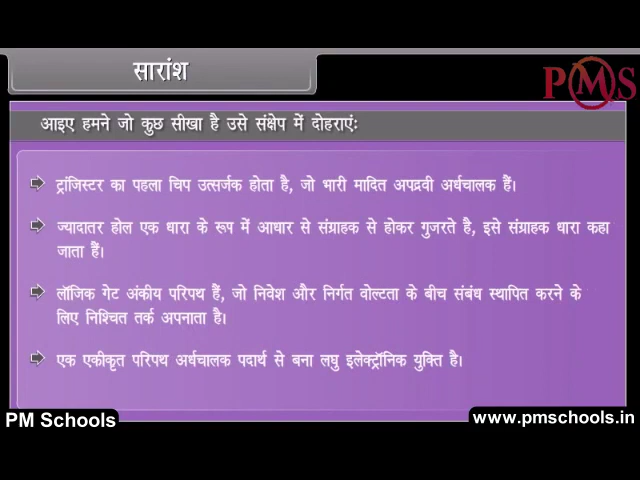 सारांश
PMS
आइए हमने जो कुछ सीखा है उसे संक्षेप में दोहराएंः
ट्रांजिस्टर का पहला चिप उत्सर्जक होता है, जो भारी मादित अपद्रवी अर्धचालक हैं।
ज्यादातर होल एक धारा के रूप में आधार से संग्राहक से होकर गुजरते है, इसे संग्राहक धारा कहा
जाता हैं।
लॉजिक गेट अंकीय परिपथ हैं, जो निवेश और निर्गत वोल्टता के बीच संबंध स्थापित करने के
लिए निश्चित तर्क अपनाता है।
एक एकीकृत परिपथ अर्धचालक पदार्थ से बना लघु इलेक्ट्रॉनिक युक्ति है।
PM Schools
www.pmschools.in